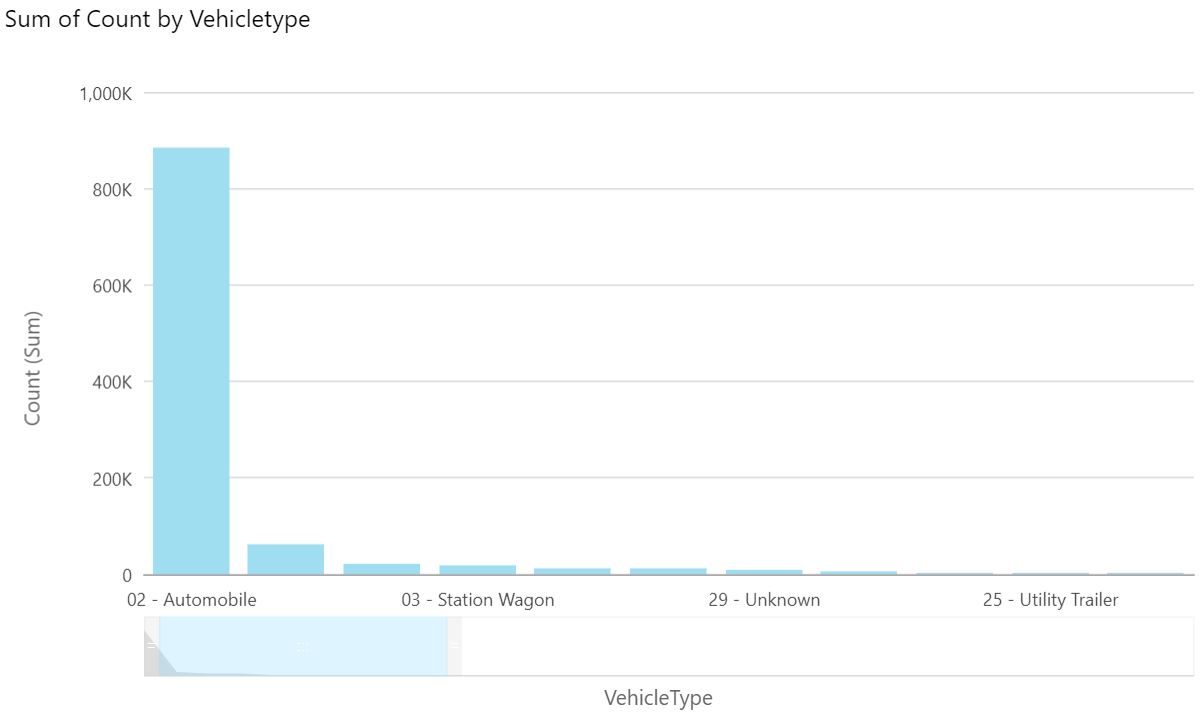 Sum of Count by Vehicletype
1,000K
800K
600K
400K
200K
0
Count (Sum)
02 - Automobile
03 - Station Wagon
29 - Unknown
25 - Utility Trailer
VehicleType